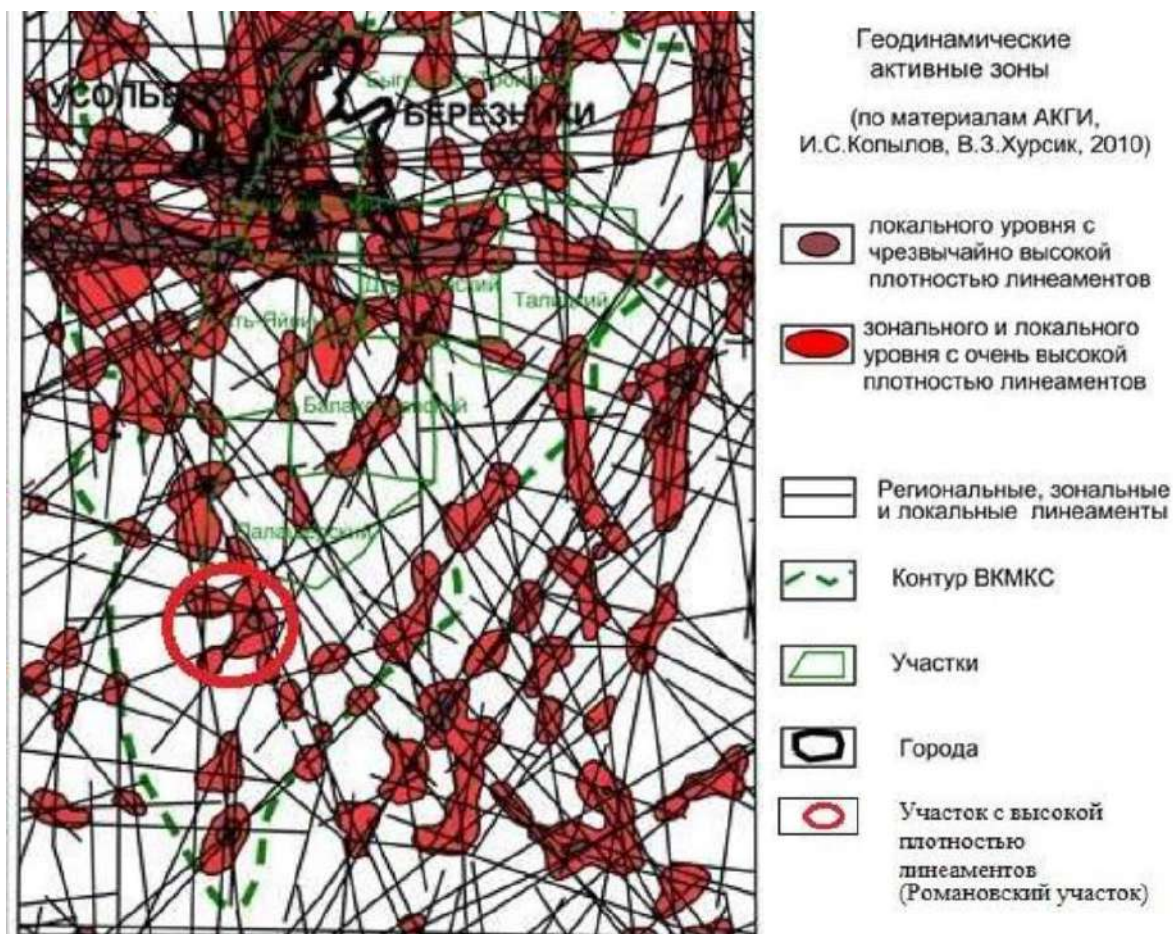 УСОЛЬЕ
БЕРЕЗНИКИ
Талицкий
Геодинамические
активные зоны
(по материалам АКГИ,
И.С.Копылов, В.З.Хурсик, 2010)
локального уровня с
чрезвычайно высокой
плотностью линеаментов
зонального и локального
уровня с очень высокой
плотностью линеаментов
Региональные, зональные
и локальные линеаменты
Контур ВКМКС
Участки
Города
Участок с высокой
плотностью
линеаментов
(Романовский участок)